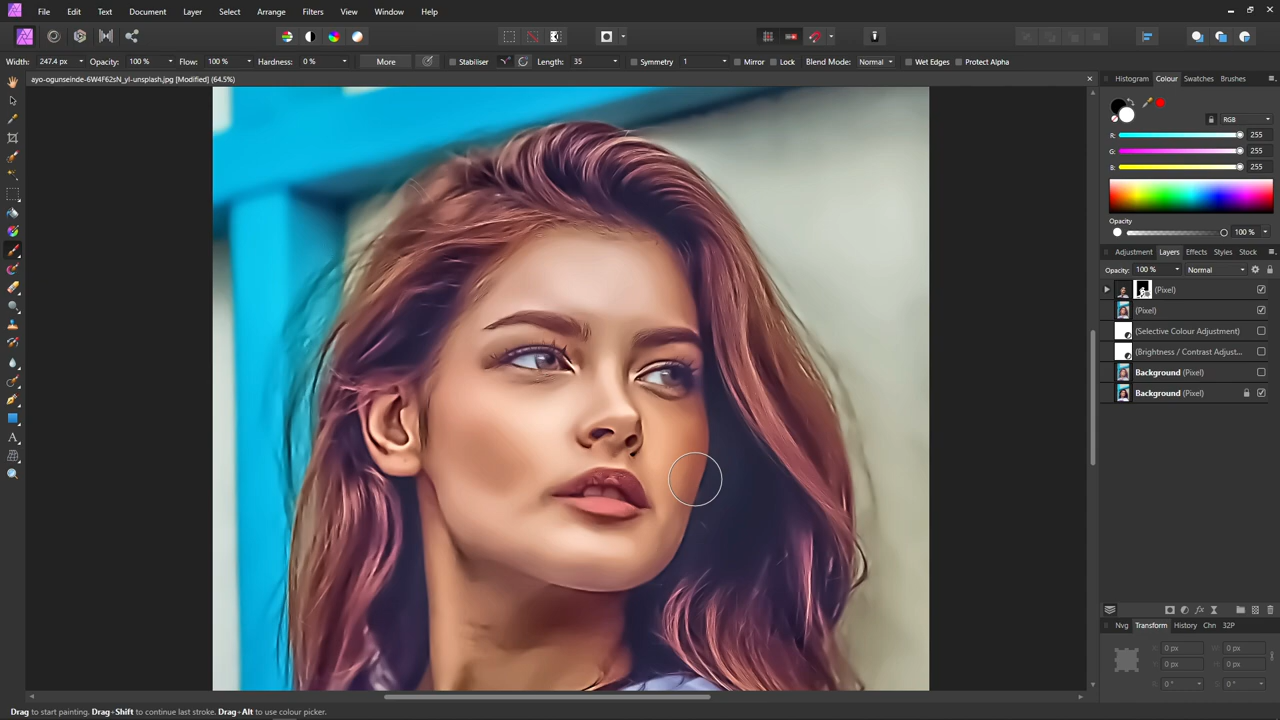 File Edit Text Document Layer Select Arrange Filters View Window Help
Width: 247.4 px Opacity: 100 % Flow: 100 % Hardness: 0 % More Stabiliser Length: 35 Symmetry 1 Mirror Lock Blend Mode: Normal Wet Edges Protect Alpha
ayo-ogunseinde-6W4F62sN_yI-unsplash.jpg [Modified] (64.5%)
Histogram Colour Swatches Brushes
RGB
R: 255
G: 255
B: 255
Opacity
100 %
Adjustment Layers Effects Styles Stock
Opacity: 100 % Normal
(Pixel)
(Pixel)
(Selective Colour Adjustment)
(Brightness / Contrast Adjust...
Background (Pixel)
Background (Pixel)
Nvg Transform History Chn 32P
X: 0 px W: 0 px
Y: 0 px H: 0 px
R: 0 ° S: 0 °
Drag to start painting. Drag+Shift to continue last stroke. Drag+Alt to use colour picker.